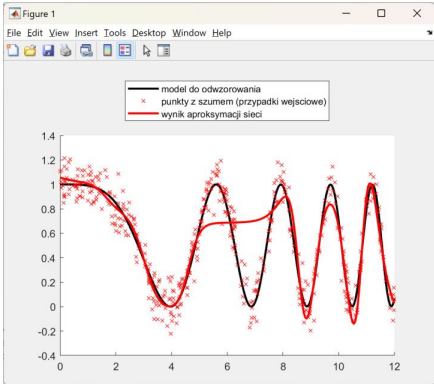 Figure 1
File Edit View Insert Tools Desktop Window Help
model do odwzorowania
punkty z szumem (przypadki wejsciowe)
wynik aproksymacji sieci
1.4
1.2
1
0.8
0.6
0.4
0.2
0
-0.2
-0.4
0 2 4 6 8 10 12